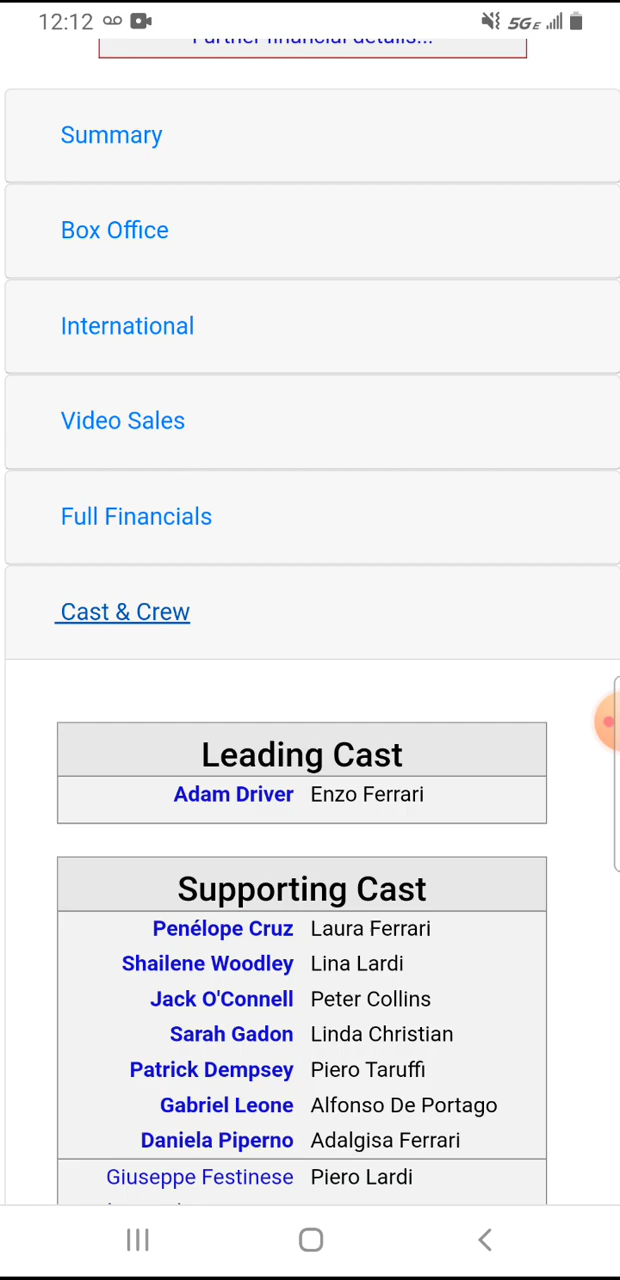 12:12
5GE
Further financial details...
Summary
Box Office
International
Video Sales
Full Financials
Cast & Crew
Leading Cast
Adam Driver Enzo Ferrari
Supporting Cast
Penélope Cruz Laura Ferrari
Shailene Woodley Lina Lardi
Jack O'Connell Peter Collins
Sarah Gadon Linda Christian
Patrick Dempsey Piero Taruffi
Gabriel Leone Alfonso De Portago
Daniela Piperno Adalgisa Ferrari
Giuseppe Festinese Piero Lardi